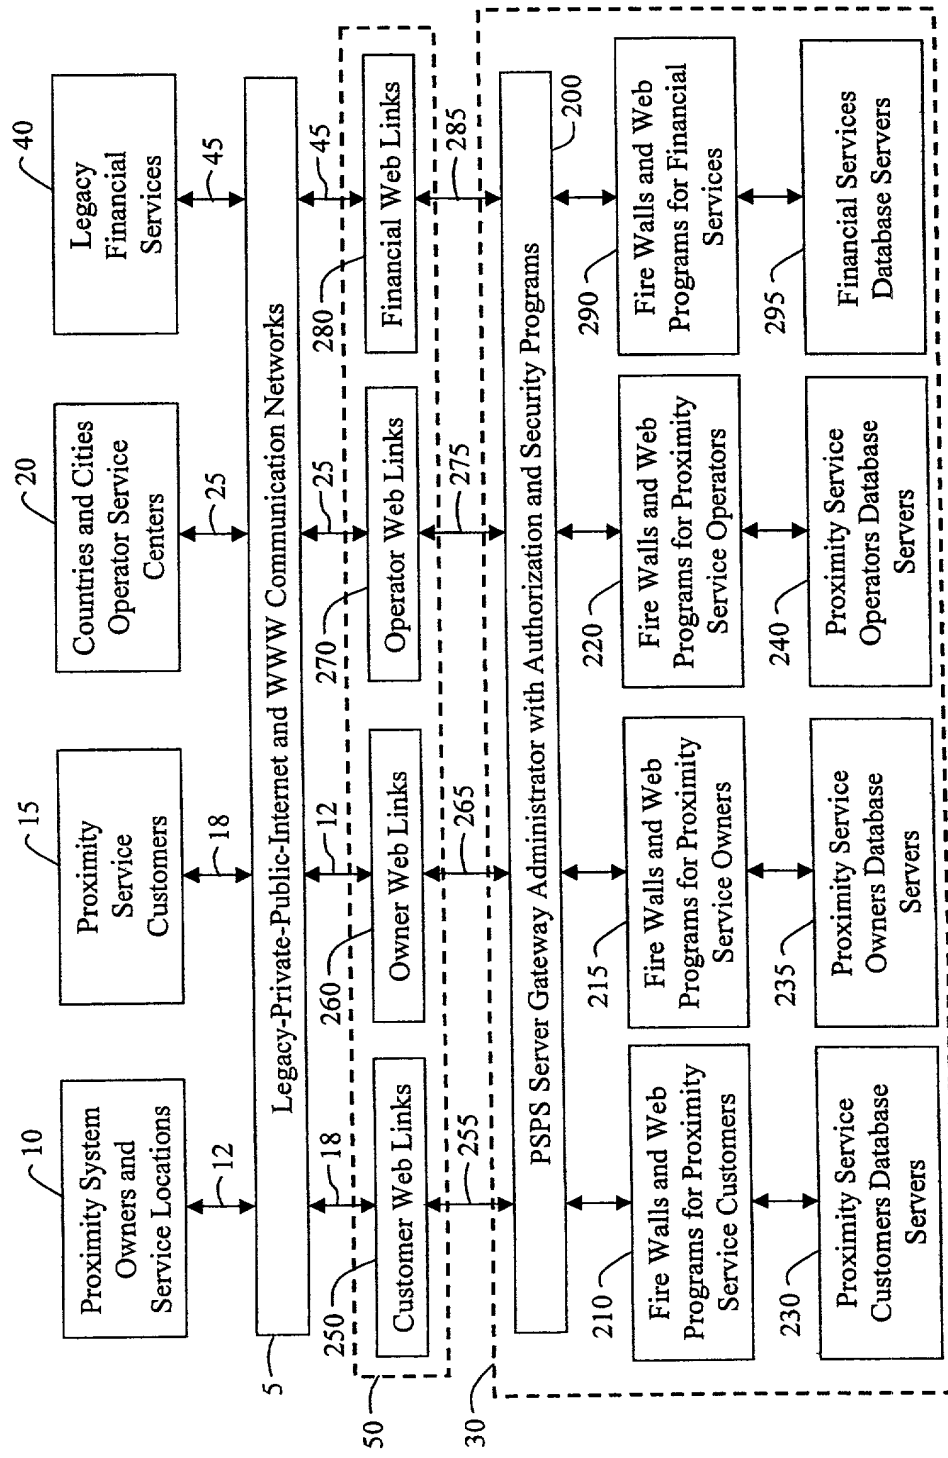 10
Proximity System
Owners and
Service Locations
15
Proximity
Service
Customers
20
Countries and Cities
Operator Service
Centers
40
Legacy
Financial
Services
12
18
25
45
5
Legacy-Private-Public-Internet and WWW Communication Networks
18
12
25
45
50
250
Customer Web Links
260
Owner Web Links
270
Operator Web Links
280
Financial Web Links
255
265
275
285
30
PSPS Server Gateway Administrator with Authorization and Security Programs
200
210
Fire Walls and Web
Programs for Proximity
Service Customers
215
Fire Walls and Web
Programs for Proximity
Service Owners
220
Fire Walls and Web
Programs for Proximity
Service Operators
290
Fire Walls and Web
Programs for Financial
Services
230
Proximity Service
Customers Database
Servers
235
Proximity Service
Owners Database
Servers
240
Proximity Service
Operators Database
Servers
295
Financial Services
Database Servers